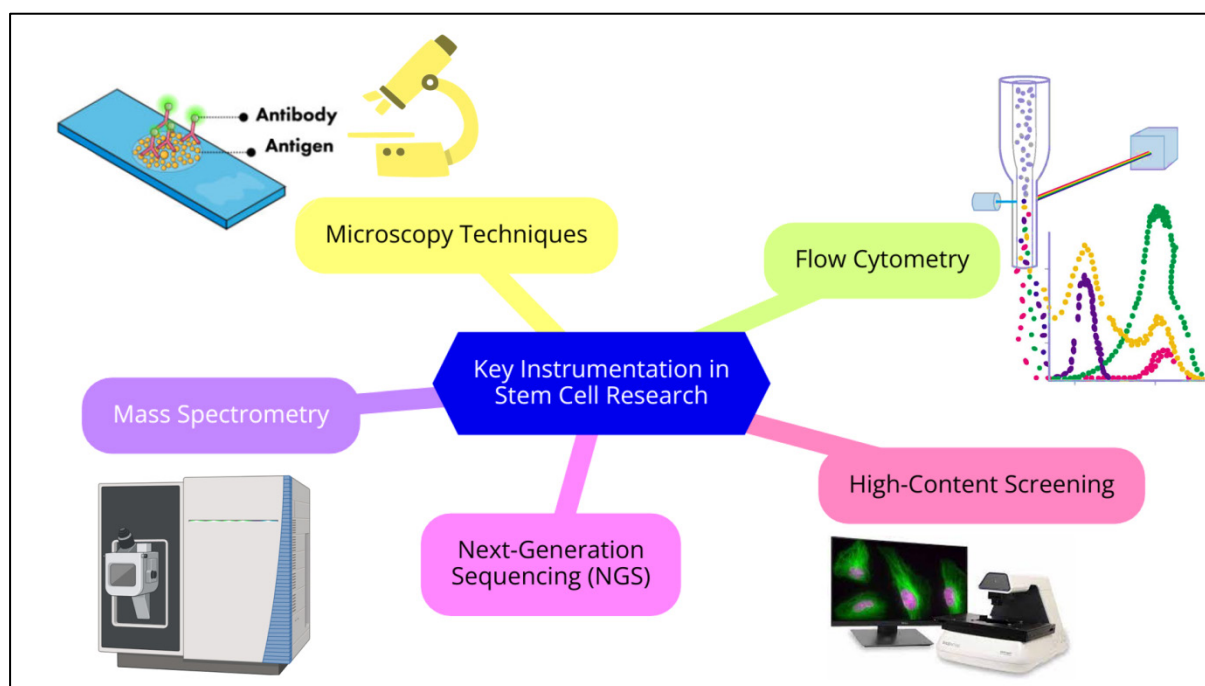 Antibody
Antigen
Microscopy Techniques
Flow Cytometry
Key Instrumentation in
Stem Cell Research
Mass Spectrometry
High-Content Screening
Next-Generation
Sequencing (NGS)